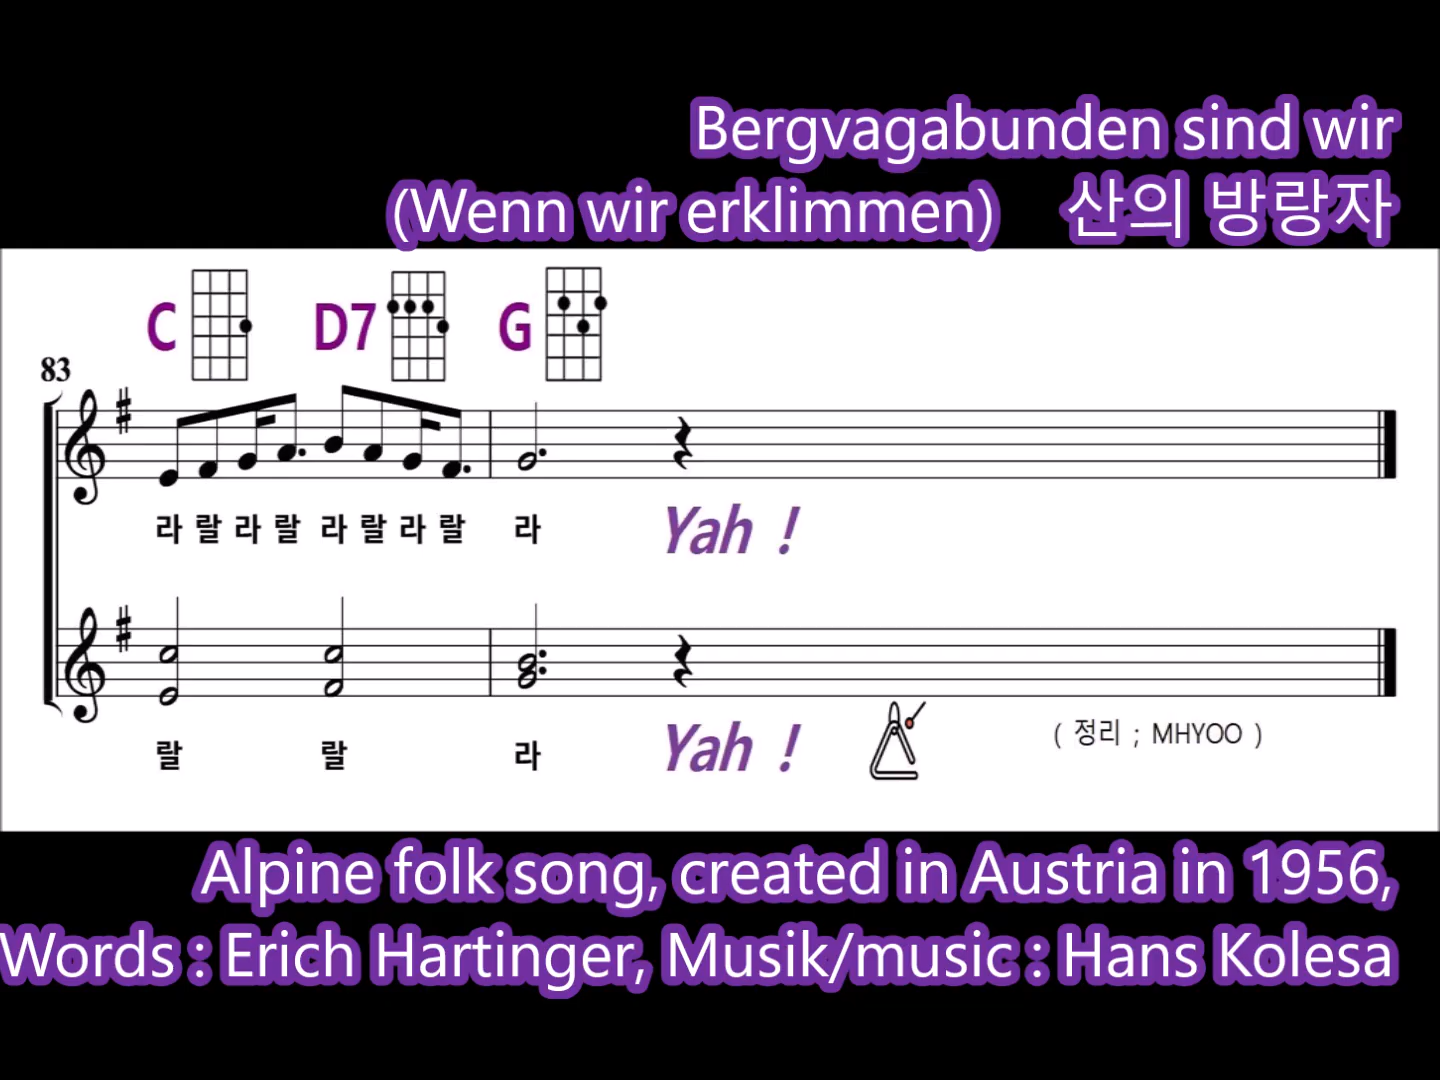 Bergvagabunden sind wir
(Wenn wir erklimmen) 산의 방랑자
C D7 G
83
라 랄 라 랄 라 랄 라 랄 라 Yah !
랄 랄 라 Yah !
( 정리 ; MHYOO )
Alpine folk song, created in Austria in 1956,
Words : Erich Hartinger, Musik/music : Hans Kolesa